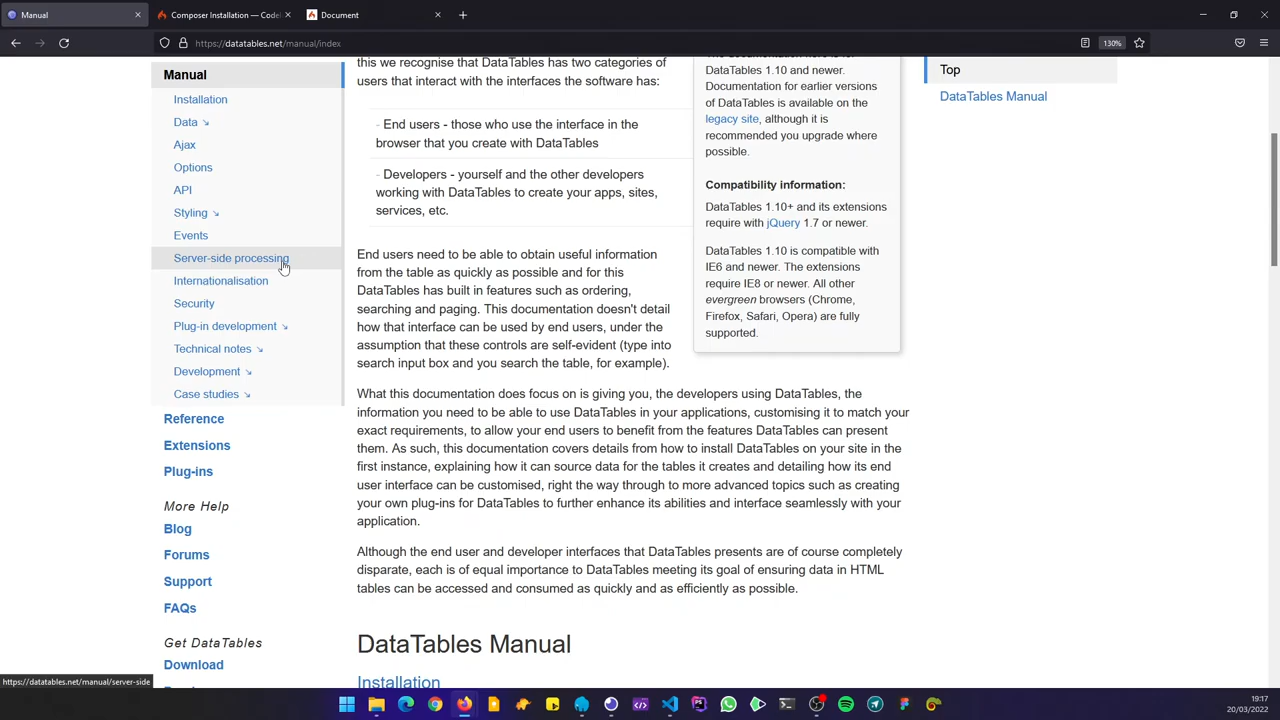 Manual
Composer Installation — Code
Document
https://datatables.net/manual/index
130%
Manual
Installation
Data
Ajax
Options
API
Styling
Events
Server-side processing
Internationalisation
Security
Plug-in development
Technical notes
Development
Case studies
Reference
Extensions
Plug-ins
More Help
Blog
Forums
Support
FAQs
Get DataTables
Download
this we recognise that DataTables has two categories of
users that interact with the interfaces the software has:
- End users - those who use the interface in the
browser that you create with DataTables
- Developers - yourself and the other developers
working with DataTables to create your apps, sites,
services, etc.
End users need to be able to obtain useful information
from the table as quickly as possible and for this
DataTables has built in features such as ordering,
searching and paging. This documentation doesn't detail
how that interface can be used by end users, under the
assumption that these controls are self-evident (type into
search input box and you search the table, for example).
What this documentation does focus on is giving you, the developers using DataTables, the
information you need to be able to use DataTables in your applications, customising it to match your
exact requirements, to allow your end users to benefit from the features DataTables can present
them. As such, this documentation covers details from how to install DataTables on your site in the
first instance, explaining how it can source data for the tables it creates and detailing how its end
user interface can be customised, right the way through to more advanced topics such as creating
your own plug-ins for DataTables to further enhance its abilities and interface seamlessly with your
application.
Although the end user and developer interfaces that DataTables presents are of course completely
disparate, each is of equal importance to DataTables meeting its goal of ensuring data in HTML
tables can be accessed and consumed as quickly and as efficiently as possible.
DataTables Manual
Installation
DataTables 1.10 and newer.
Documentation for earlier versions
of DataTables is available on the
legacy site, although it is
recommended you upgrade where
possible.
Compatibility information:
DataTables 1.10+ and its extensions
require with jQuery 1.7 or newer.
DataTables 1.10 is compatible with
IE6 and newer. The extensions
require IE8 or newer. All other
evergreen browsers (Chrome,
Firefox, Safari, Opera) are fully
supported.
Top
DataTables Manual
https://datatables.net/manual/server-side
19:17
20/03/2022